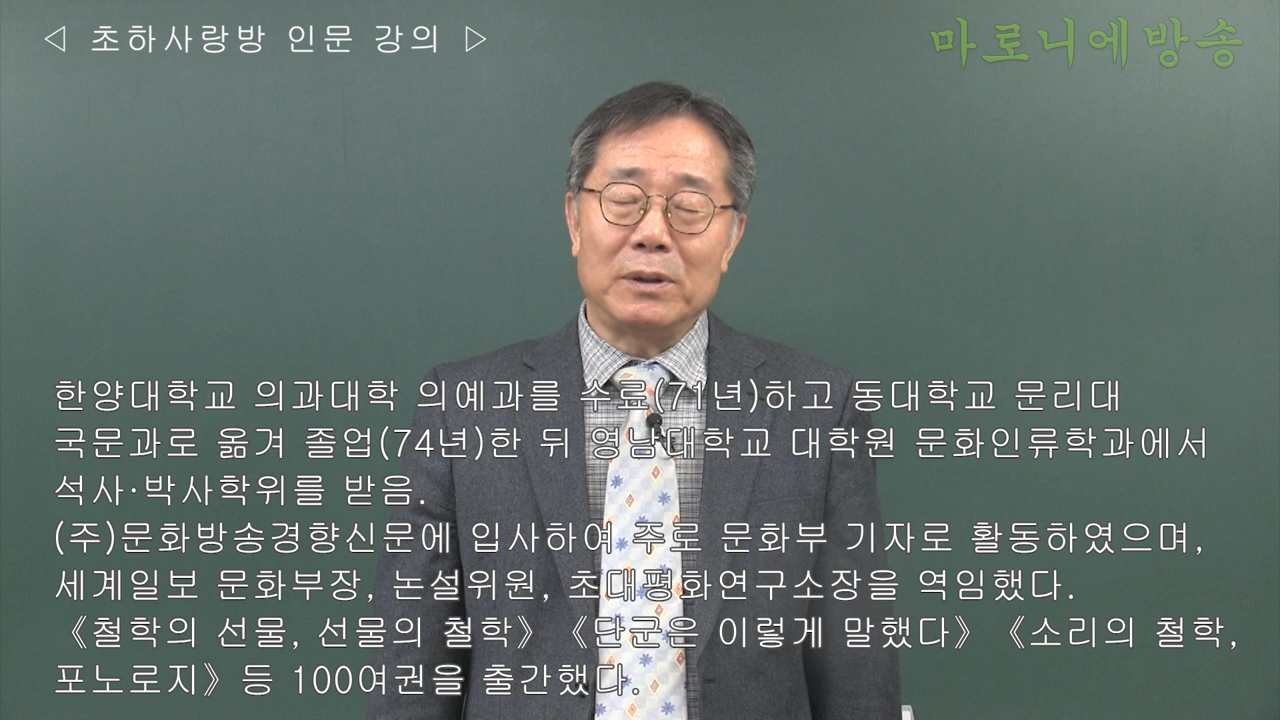 ◁ 초하사랑방 인문 강의 ▷
마로니에방송
한양대학교 의과대학 의예과를 수료(71년)하고 동대학교 문리대
국문과로 옮겨 졸업(74년)한 뒤 영남대학교 대학원 문화인류학과에서
석사·박사학위를 받음.
(주)문화방송경향신문에 입사하여 주로 문화부 기자로 활동하였으며,
세계일보 문화부장, 논설위원, 초대평화연구소장을 역임했다.
《철학의 선물, 선물의 철학》《단군은 이렇게 말했다》《소리의 철학,
포노로지》등 100여권을 출간했다.